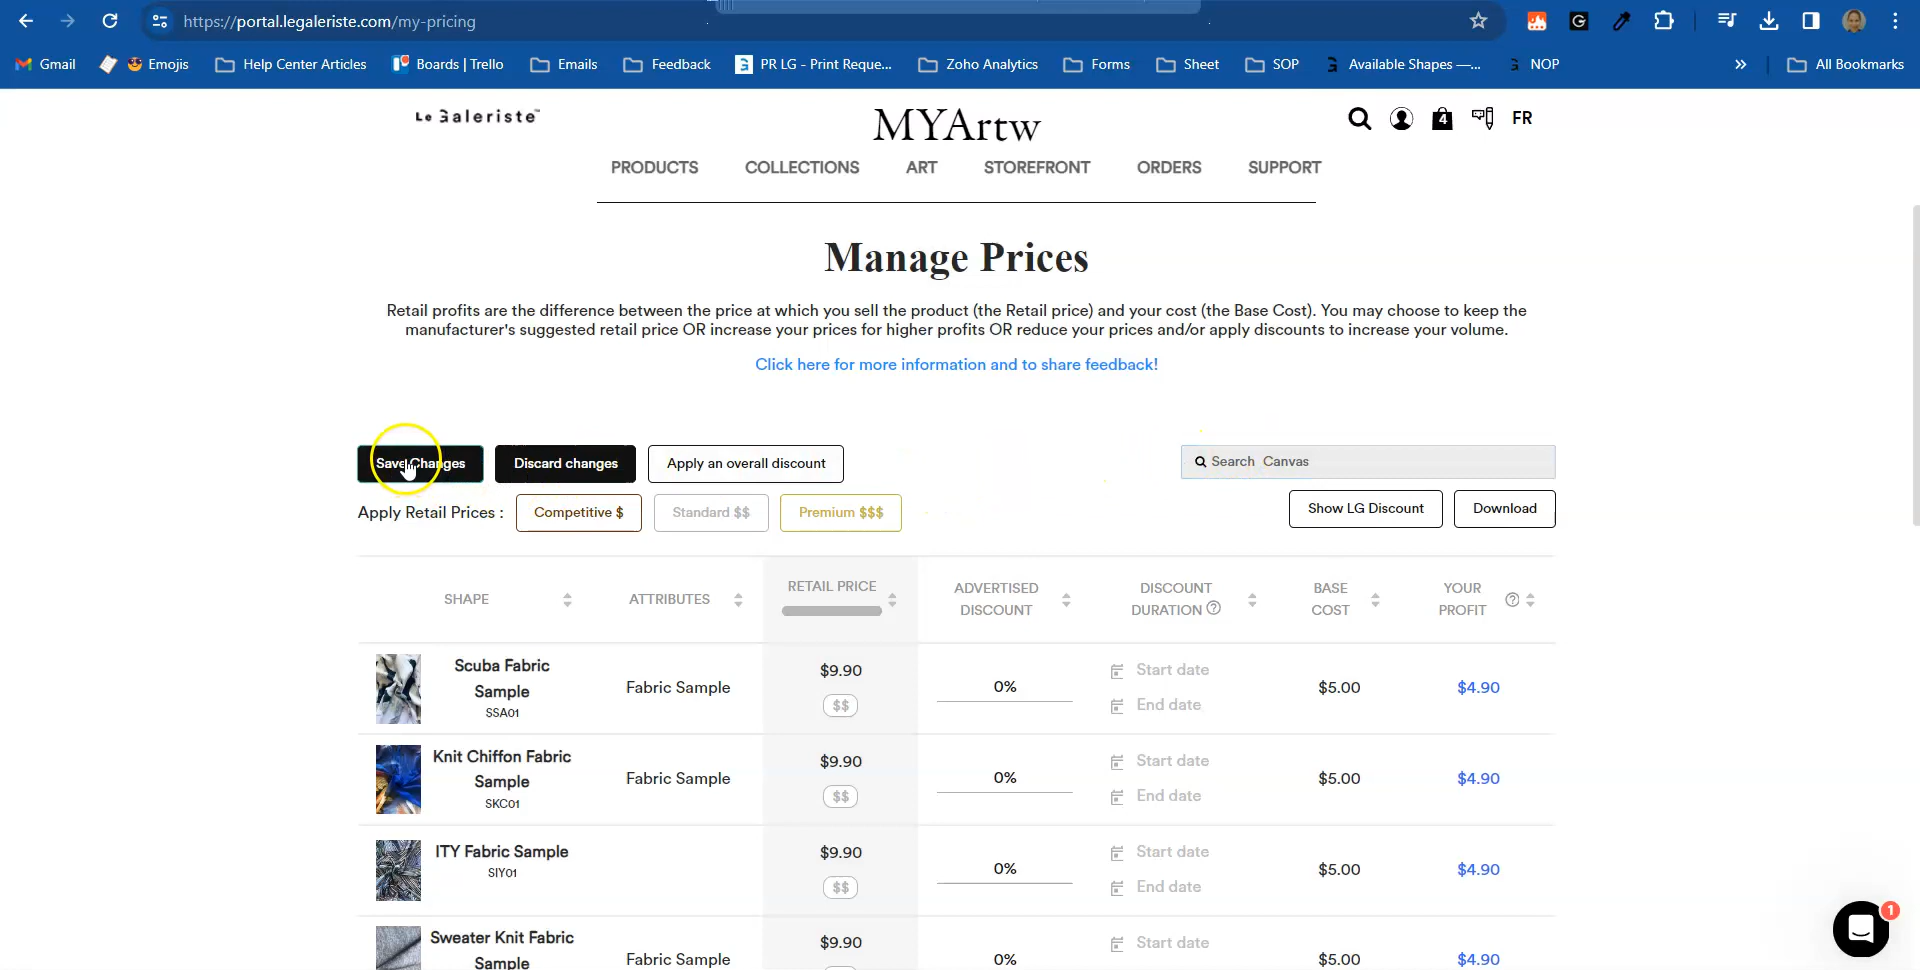 https://portal.legaleriste.com/my-pricing
Gmail
Emojis
Help Center Articles
Boards | Trello
Emails
Feedback
PR LG - Print Reque...
Zoho Analytics
Forms
Sheet
SOP
Available Shapes —...
NOP
All Bookmarks
Le Galeriste™
MYArtw
4
FR
PRODUCTS
COLLECTIONS
ART
STOREFRONT
ORDERS
SUPPORT
Manage Prices
Retail profits are the difference between the price at which you sell the product (the Retail price) and your cost (the Base Cost). You may choose to keep the
manufacturer's suggested retail price OR increase your prices for higher profits OR reduce your prices and/or apply discounts to increase your volume.
Click here for more information and to share feedback!
Save Changes
Discard changes
Apply an overall discount
Search Canvas
Apply Retail Prices :
Competitive $
Standard $$
Premium $$$
Show LG Discount
Download
SHAPE
ATTRIBUTES
RETAIL PRICE
ADVERTISED
DISCOUNT
DISCOUNT
DURATION
BASE
COST
YOUR
PROFIT
Scuba Fabric
Sample
SSA01
Fabric Sample
$9.90
$$
0%
Start date
End date
$5.00
$4.90
Knit Chiffon Fabric
Sample
SKC01
Fabric Sample
$9.90
$$
0%
Start date
End date
$5.00
$4.90
ITY Fabric Sample
SIY01
Fabric Sample
$9.90
$$
0%
Start date
End date
$5.00
$4.90
Sweater Knit Fabric
Sample
Fabric Sample
$9.90
0%
Start date
$5.00
$4.90
1